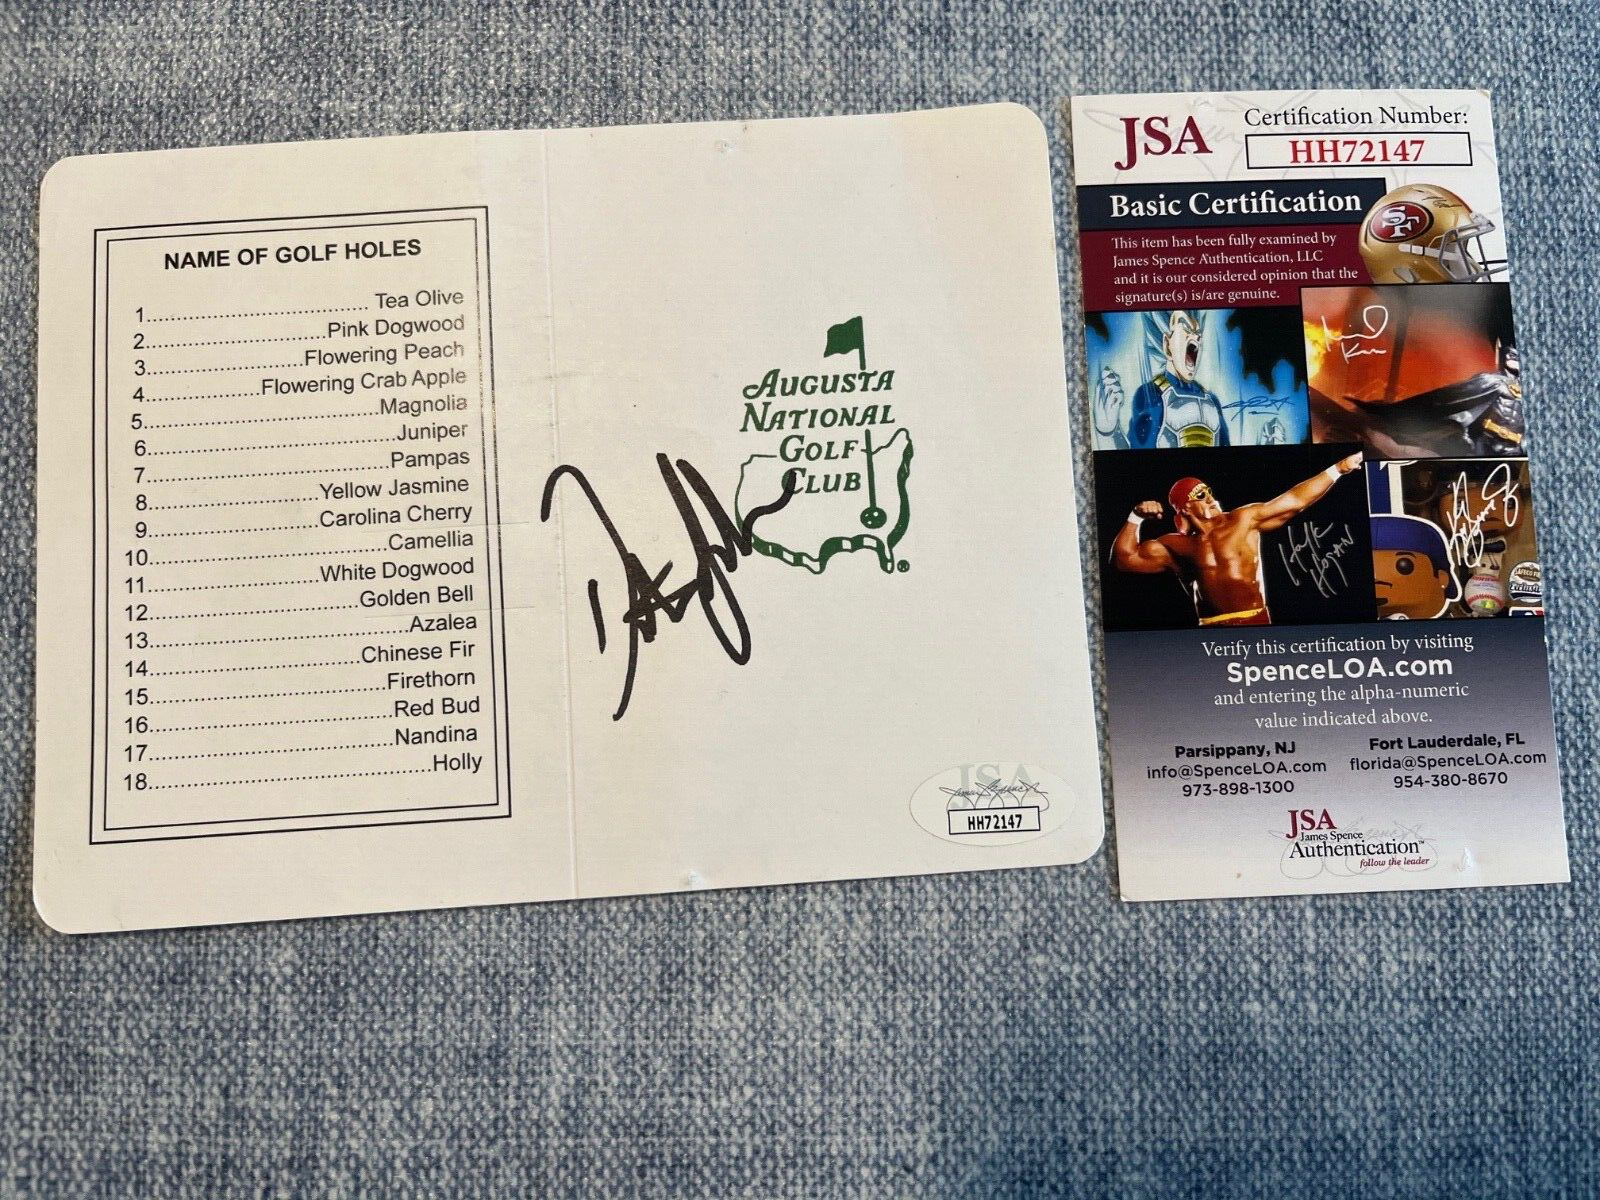 NAME OF GOLF HOLES
1.............................. Tea Olive
2.........................Pink Dogwood
3.....................Flowering Peach
4...............Flowering Crab Apple
5................................Magnolia
6...................................Juniper
7..................................Pampas
8.......................Yellow Jasmine
9.......................Carolina Cherry
10.................................Camellia
11.......................White Dogwood
12............................Golden Bell
13....................................Azalea
14............................Chinese Fir
15................................Firethorn
16.................................Red Bud
17.................................Nandina
18.......................................Holly
AUGUSTA
NATIONAL
GOLF
CLUB
®
JSA
HH72147
JSA
Certification Number:
HH72147
Basic Certification
This item has been fully examined by
James Spence Authentication, LLC
and it is our considered opinion that the
signature(s) is/are genuine.
SF
HULK
HOGAN
Verify this certification by visiting
SpenceLOA.com
and entering the alpha-numeric
value indicated above.
Parsippany, NJ
info@SpenceLOA.com
973-898-1300
Fort Lauderdale, FL
florida@SpenceLOA.com
954-380-8670
JSA
James Spence
Authentication™
follow the leader